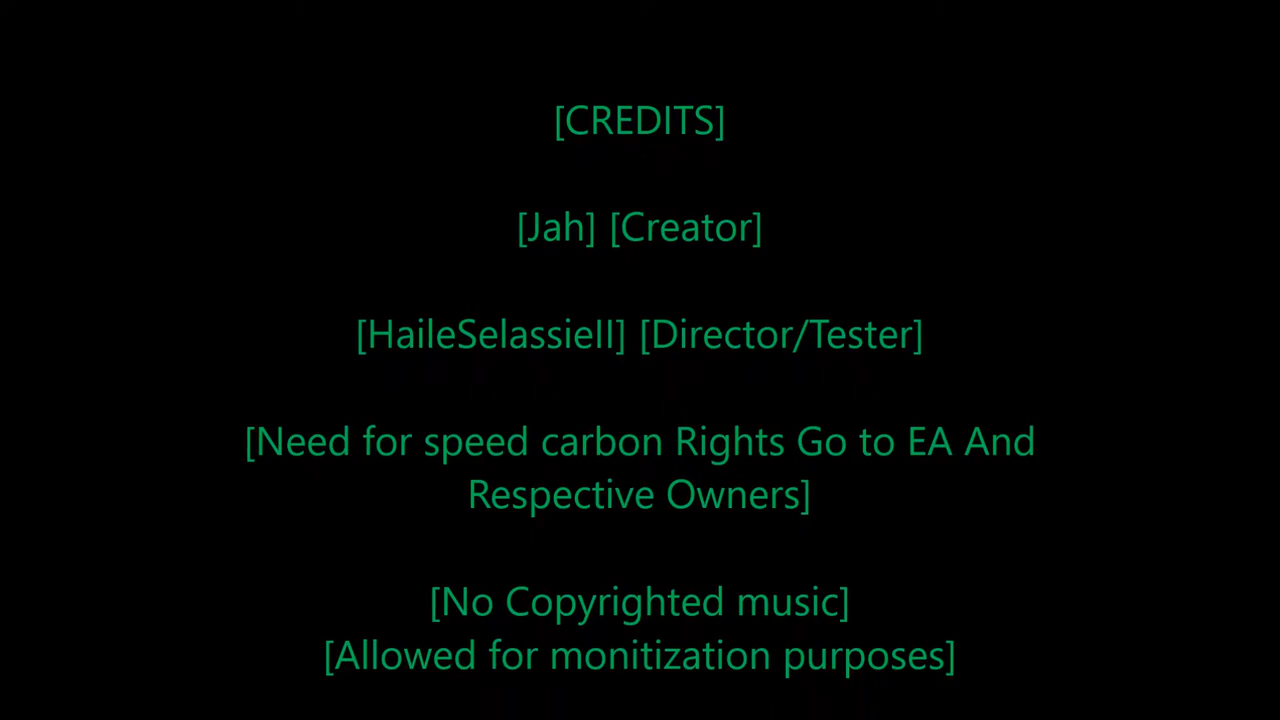 [CREDITS]
[Jah] [Creator]
[HaileSelassieII] [Director/Tester]
[Need for speed carbon Rights Go to EA And
Respective Owners]
[No Copyrighted music]
[Allowed for monitization purposes]